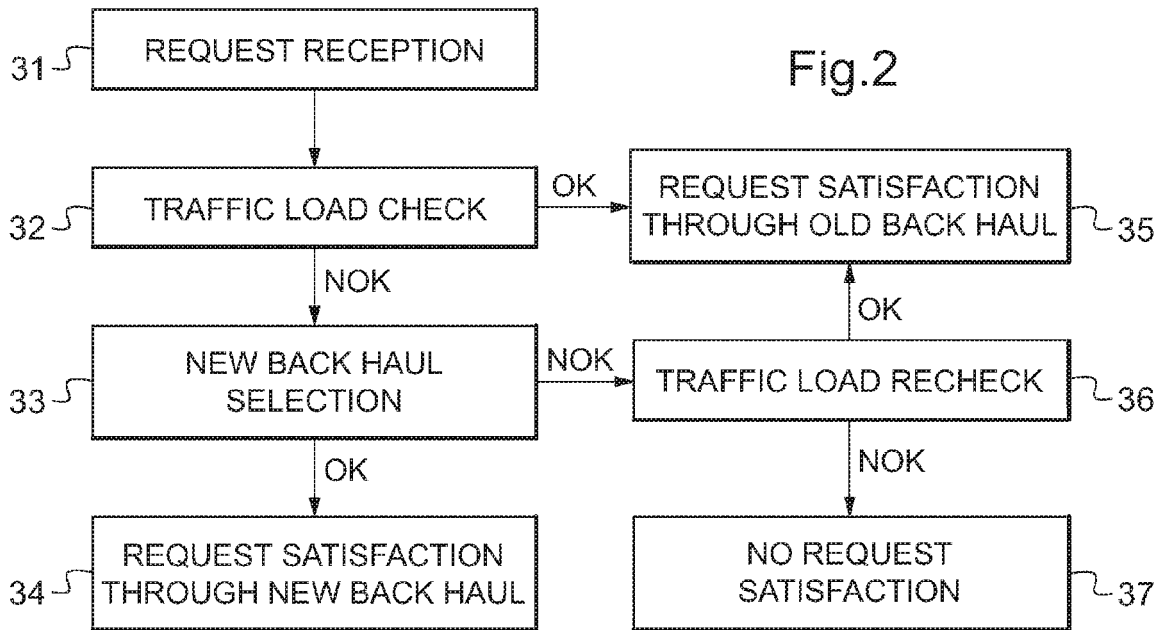 31
REQUEST RECEPTION
Fig.2
32
TRAFFIC LOAD CHECK
OK
REQUEST SATISFACTION
THROUGH OLD BACK HAUL
35
NOK
OK
33
NEW BACK HAUL
SELECTION
NOK
TRAFFIC LOAD RECHECK
36
OK
NOK
34
REQUEST SATISFACTION
THROUGH NEW BACK HAUL
NO REQUEST
SATISFACTION
37